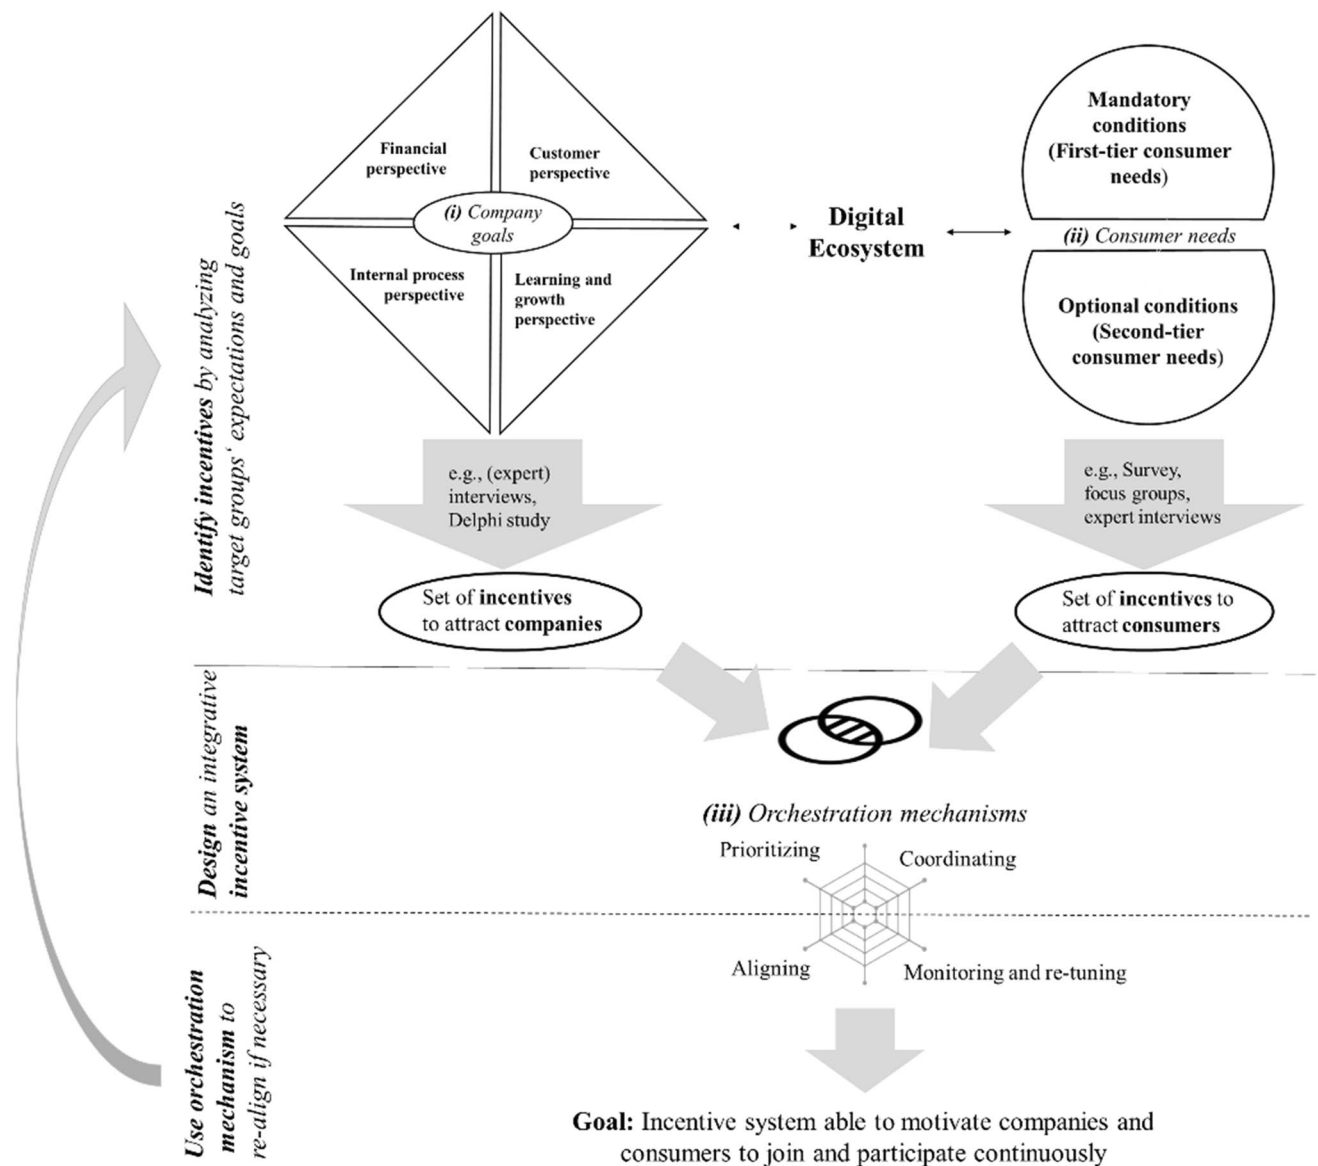 Financial
perspective
Customer
perspective
(i) Company
goals
Internal process
perspective
Learning and
growth
perspective
Digital
Ecosystem
Mandatory
conditions
(First-tier consumer
needs)
(ii) Consumer needs
Optional conditions
(Second-tier
consumer needs)
Identify incentives by analyzing
target groups‘ expectations and goals
e.g., (expert)
interviews,
Delphi study
e.g., Survey,
focus groups,
expert interviews
Set of incentives
to attract companies
Set of incentives to
attract consumers
Design an integrative
incentive system
(iii) Orchestration mechanisms
Prioritizing
Coordinating
Aligning
Monitoring and re-tuning
Use orchestration
mechanism to
re-align if necessary
Goal: Incentive system able to motivate companies and
consumers to join and participate continuously